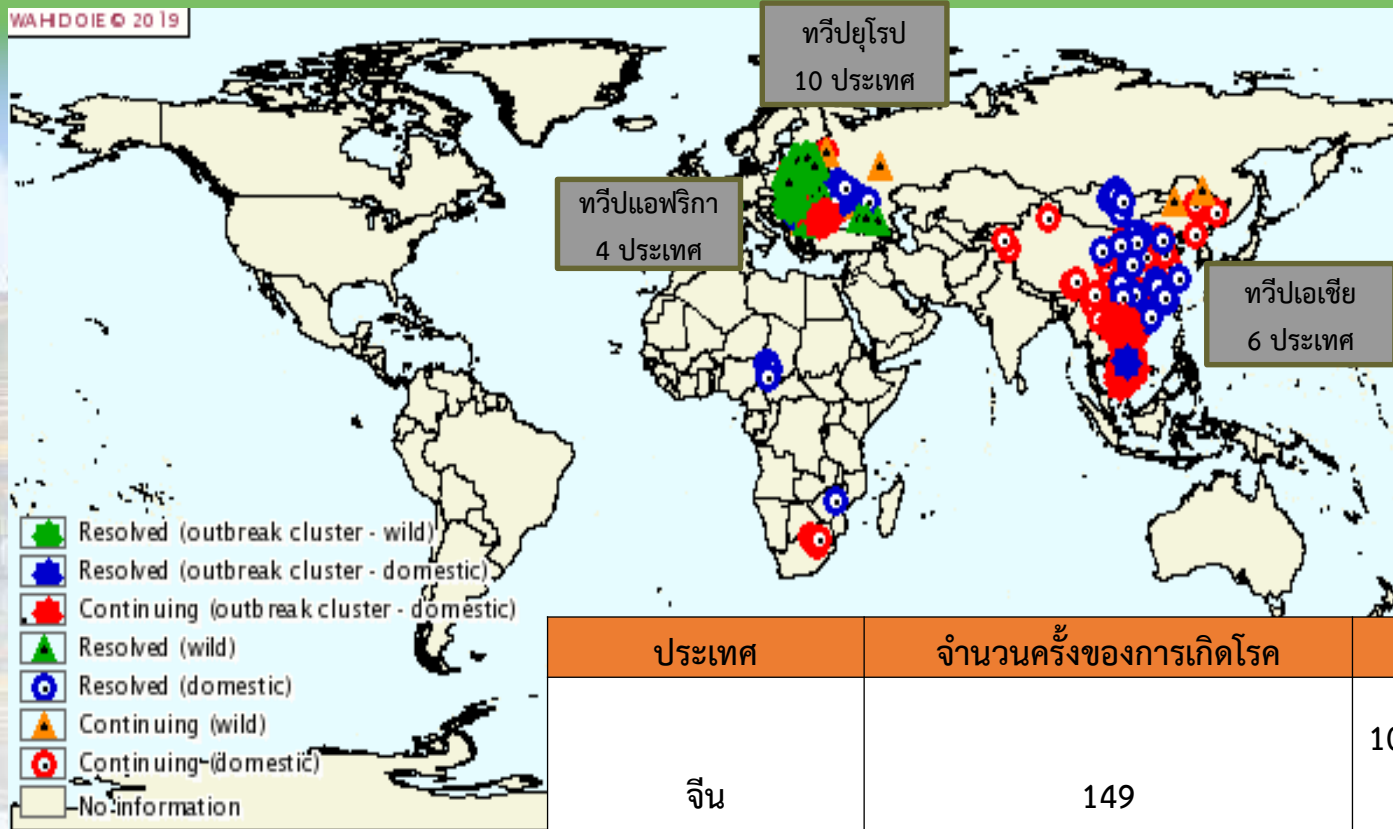 WAHDOIE © 2019
ทวีปยุโรป
10 ประเทศ
ทวีปแอฟริกา
4 ประเทศ
ทวีปเอเชีย
6 ประเทศ
Resolved (outbreak cluster - wild)
Resolved (outbreak cluster - domestic)
Continuing (outbreak cluster - domestic)
Resolved (wild)
Resolved (domestic)
Continuing (wild)
Continuing (domestic)
No information
ประเทศ
จำนวนครั้งของการเกิดโรค
10
จีน
149